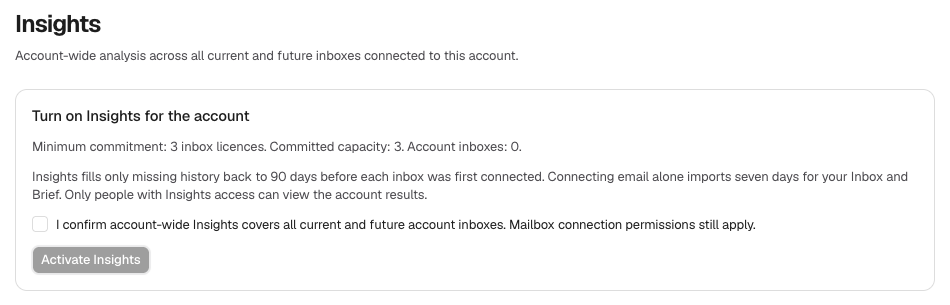 Insights
Account-wide analysis across all current and future inboxes connected to this account.
Turn on Insights for the account
Minimum commitment: 3 inbox licences. Committed capacity: 3. Account inboxes: 0.
Insights fills only missing history back to 90 days before each inbox was first connected. Connecting email alone imports seven days for your Inbox and
Brief. Only people with Insights access can view the account results.
I confirm account-wide Insights covers all current and future account inboxes. Mailbox connection permissions still apply.
Activate Insights